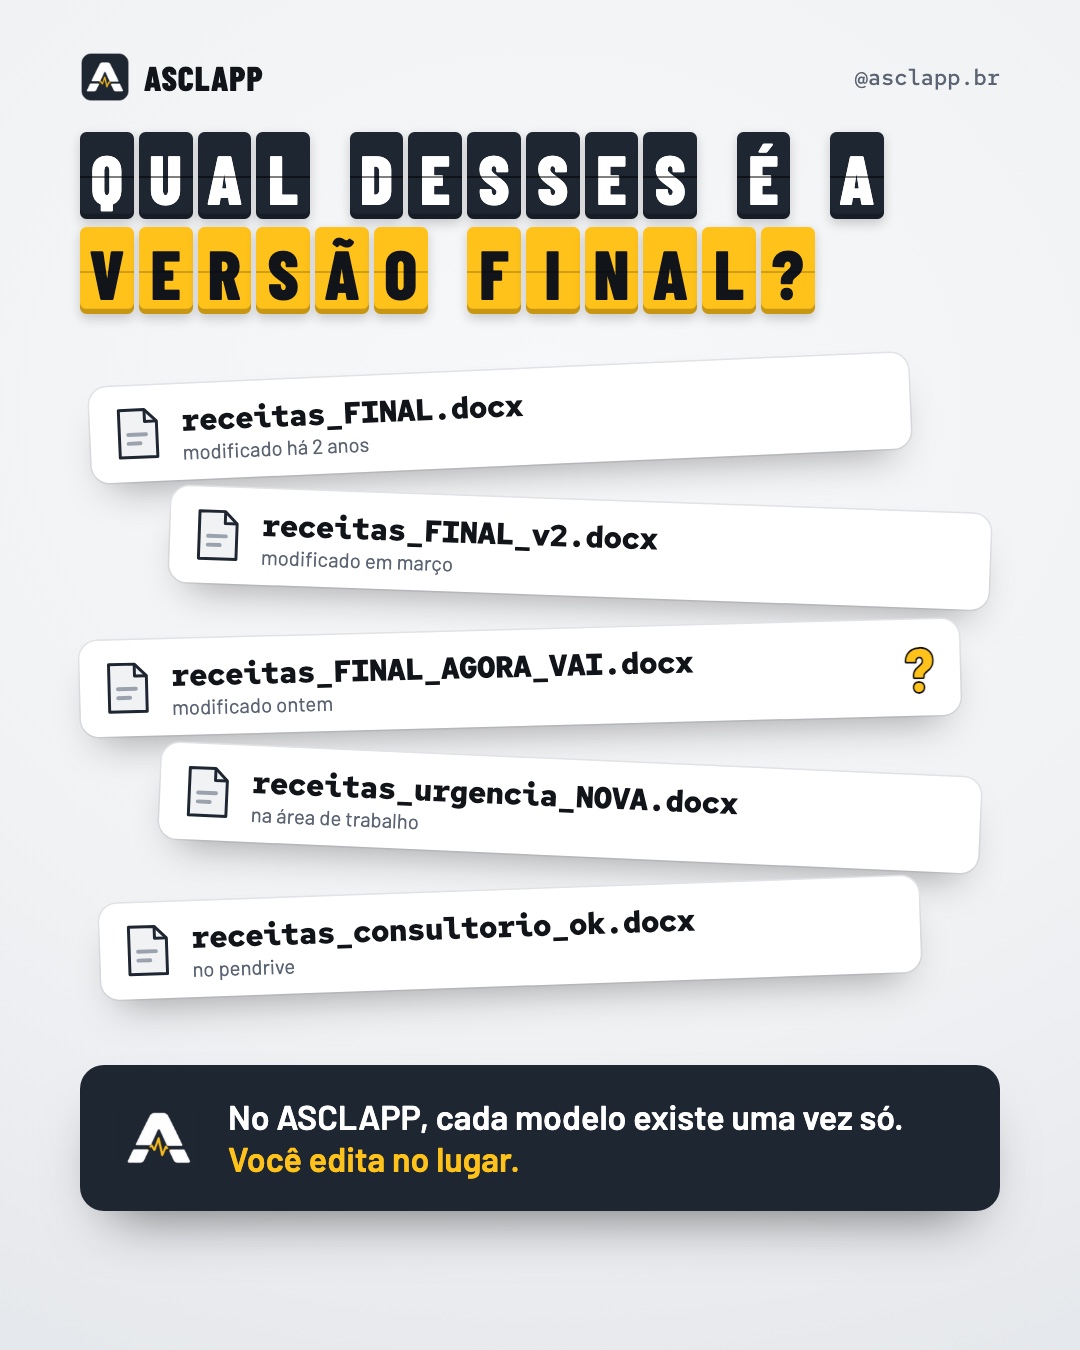 ASCLAPP
@asclapp.br
QUAL DESSES É A
VERSÃO FINAL?
receitas_FINAL.docx
modificado há 2 anos
receitas_FINAL_v2.docx
modificado em março
receitas_FINAL_AGORA_VAI.docx
modificado ontem
?
receitas_urgencia_NOVA.docx
na área de trabalho
receitas_consultorio_ok.docx
no pendrive
No ASCLAPP, cada modelo existe uma vez só.
Você edita no lugar.